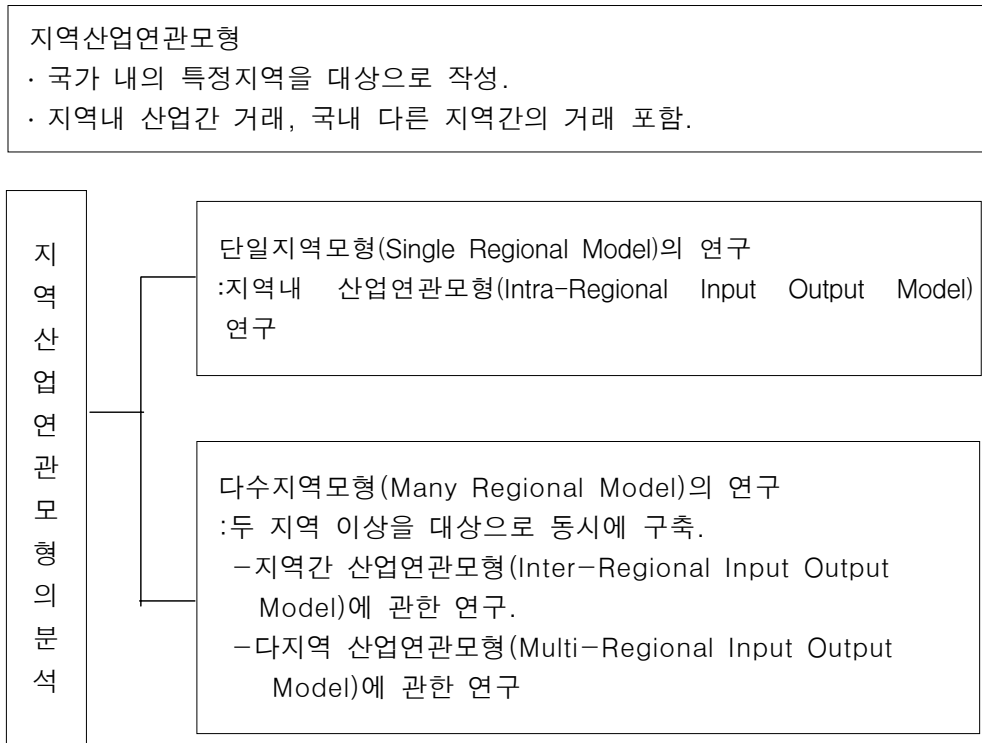 지역산업연관모형
· 국가 내의 특정지역을 대상으로 작성.
· 지역내 산업간 거래, 국내 다른 지역간의 거래 포함.
지
역
산
업
연
관
모
형
의
분
석
단일지역모형(Single Regional Model)의 연구
:지역내 산업연관모형(Intra-Regional Input Output Model)
연구
다수지역모형(Many Regional Model)의 연구
:두 지역 이상을 대상으로 동시에 구축.
-지역간 산업연관모형(Inter-Regional Input Output
Model)에 관한 연구.
-다지역 산업연관모형(Multi-Regional Input Output
Model)에 관한 연구